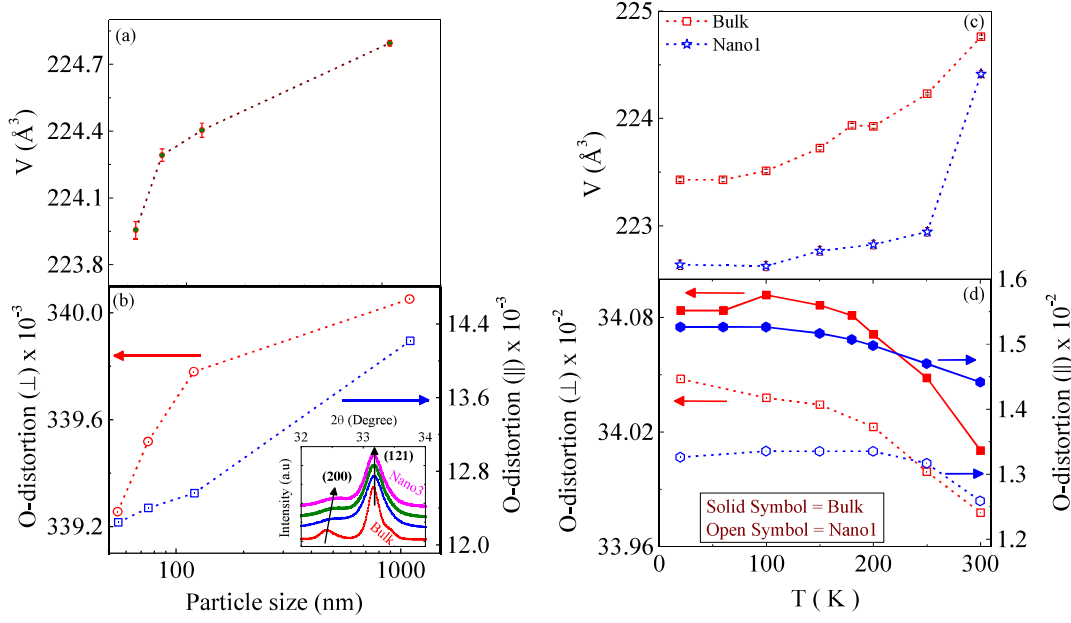 (a)
224.7
224.4
224.1
223.8
V (Å³)
(b)
340.0
339.6
339.2
O-distortion (⊥) x 10⁻³
14.4
13.6
12.8
12.0
O-distortion (||) x 10⁻³
2θ (Degree)
32 33 34
(121)
(200)
Nano3
Bulk
Intensity (a.u)
100 1000
Particle size (nm)
(c)
Bulk
Nano1
225
224
223
V (Å³)
(d)
34.08
34.02
33.96
O-distortion (⊥) x 10⁻²
1.6
1.5
1.4
1.3
1.2
O-distortion (||) x 10⁻²
Solid Symbol = Bulk
Open Symbol = Nano1
0 100 200 300
T ( K )